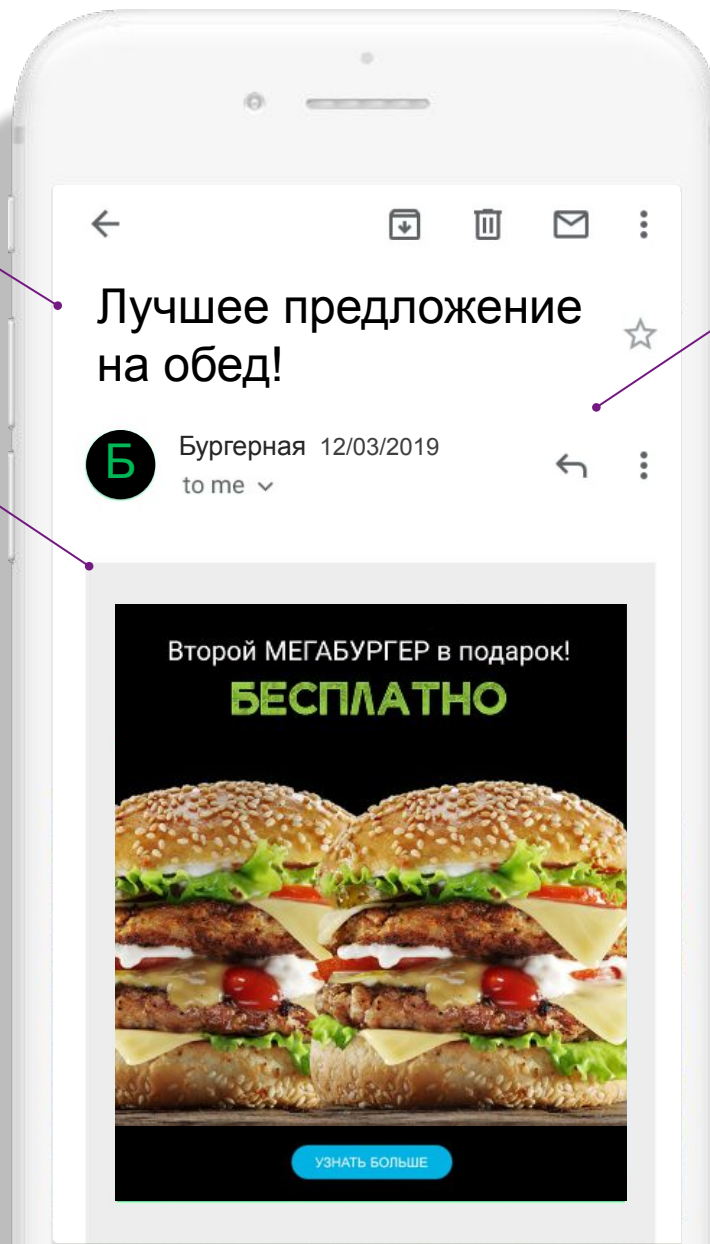 Лучшее предложение
на обед!
Б
Бургерная 12/03/2019
to me
Второй МЕГАБУРГЕР в подарок!
БЕСПЛАТНО
УЗНАТЬ БОЛЬШЕ